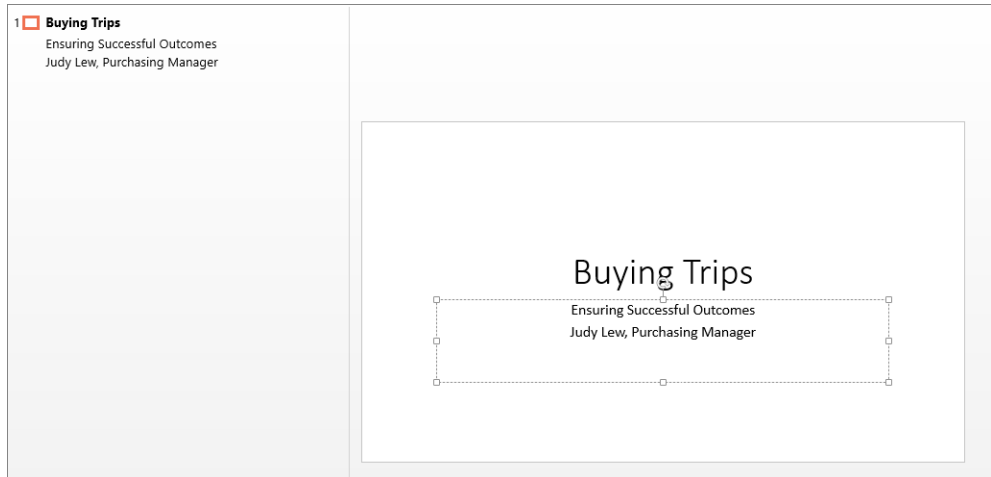 1 Buying Trips
Ensuring Successful Outcomes
Judy Lew, Purchasing Manager
Buying Trips
Ensuring Successful Outcomes
Judy Lew, Purchasing Manager